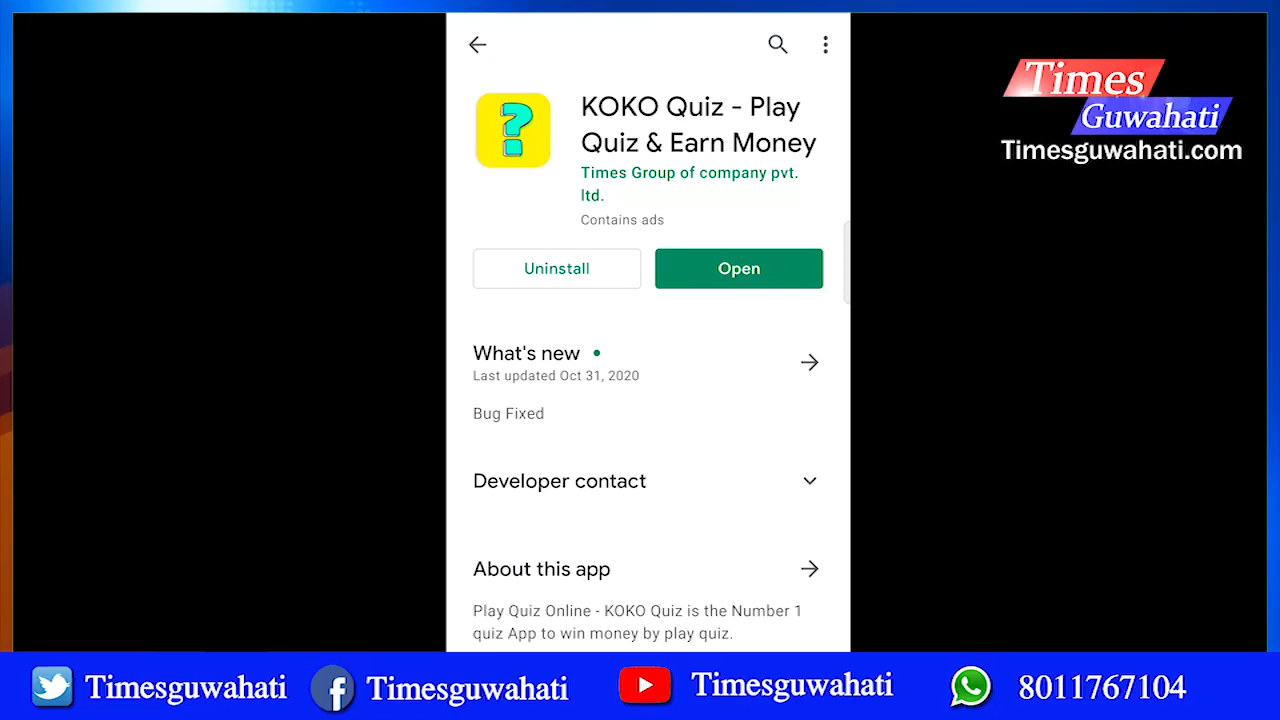 KOKO Quiz - Play
Quiz & Earn Money
Times Group of company pvt.
ltd.
Contains ads
Uninstall
Open
What's new
Last updated Oct 31, 2020
Bug Fixed
Developer contact
About this app
Play Quiz Online - KOKO Quiz is the Number 1
quiz App to win money by play quiz.
Times
Guwahati
Timesguwahati.com
Timesguwahati
Timesguwahati
Timesguwahati
8011767104